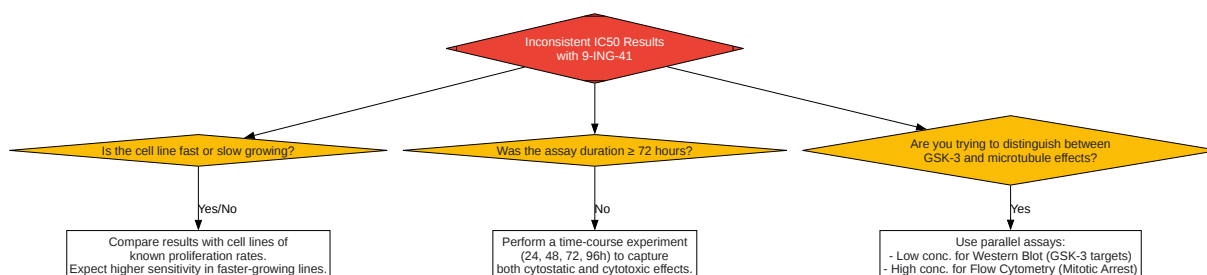 Inconsistent IC50 Results
with 9-ING-41
Is the cell line fast or slow growing?
Was the assay duration ≥ 72 hours?
Are you trying to distinguish between
GSK-3 and microtubule effects?
Yes/No
No
Yes
Compare results with cell lines of
known proliferation rates.
Expect higher sensitivity in faster-growing lines.
Perform a time-course experiment
(24, 48, 72, 96h) to capture
both cytostatic and cytotoxic effects.
Use parallel assays:
- Low conc. for Western Blot (GSK-3 targets)
- High conc. for Flow Cytometry (Mitotic Arrest)